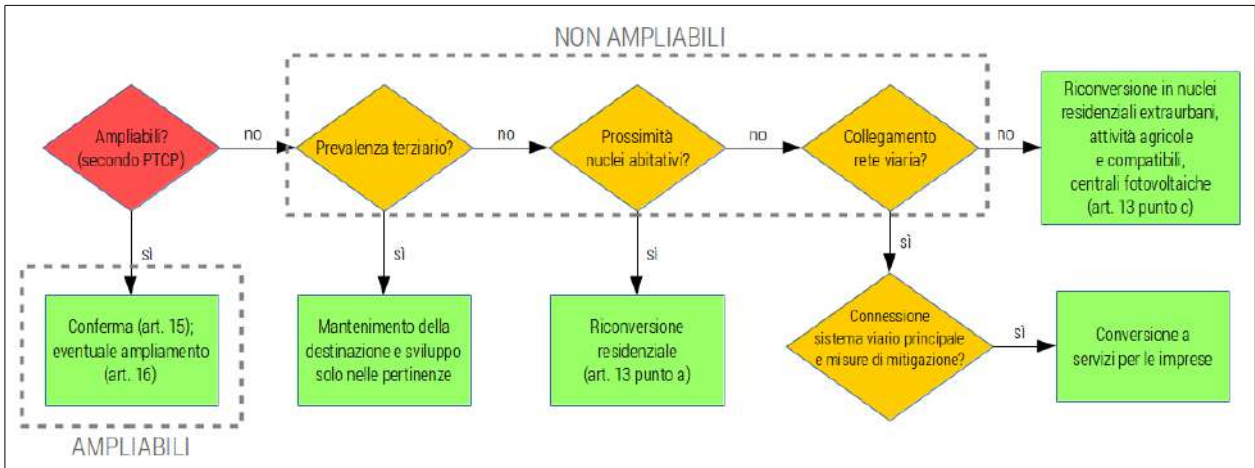 NON AMPLIABILI
Ampliabili?
(secondo PTCP)
no
Prevalenza terziario?
no
Prossimità
nuclei abitativi?
no
Collegamento
rete viaria?
no
Riconversione in nuclei
residenziali extraurbani,
attività agricole
e compatibili,
centrali fotovoltaiche
(art. 13 punto c)
sì
sì
sì
sì
Conferma (art. 15);
eventuale ampliamento
(art. 16)
Mantenimento della
destinazione e sviluppo
solo nelle pertinenze
Riconversione
residenziale
(art. 13 punto a)
Connessione
sistema viario principale
e misure di mitigazione?
sì
Conversione a
servizi per le imprese
AMPLIABILI